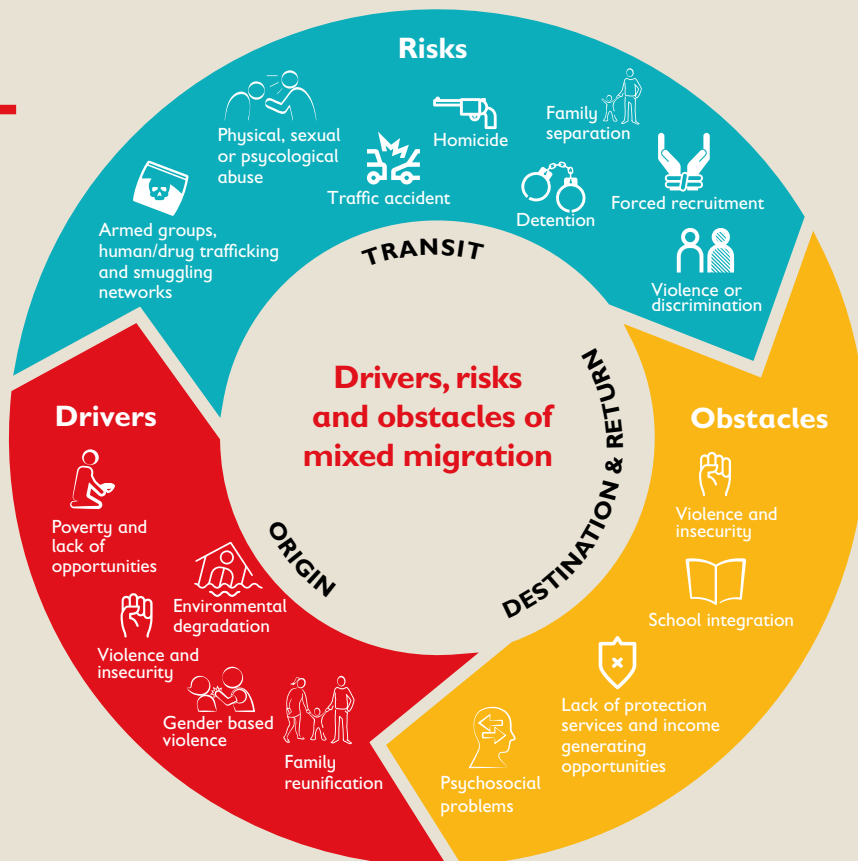 Risks
Physical, sexual
or psycological
abuse
Traffic accident
Homicide
Family
separation
Detention
Forced recruitment
Violence or
discrimination
Armed groups,
human/drug trafficking
and smuggling
networks
TRANSIT
Drivers, risks
and obstacles of
mixed migration
ORIGIN
DESTINATION & RETURN
Drivers
Poverty and
lack of
opportunities
Environmental
degradation
Violence and
insecurity
Gender based
violence
Family
reunification
Obstacles
Violence and
insecurity
School integration
Lack of protection
services and income
generating
opportunities
Psychosocial
problems